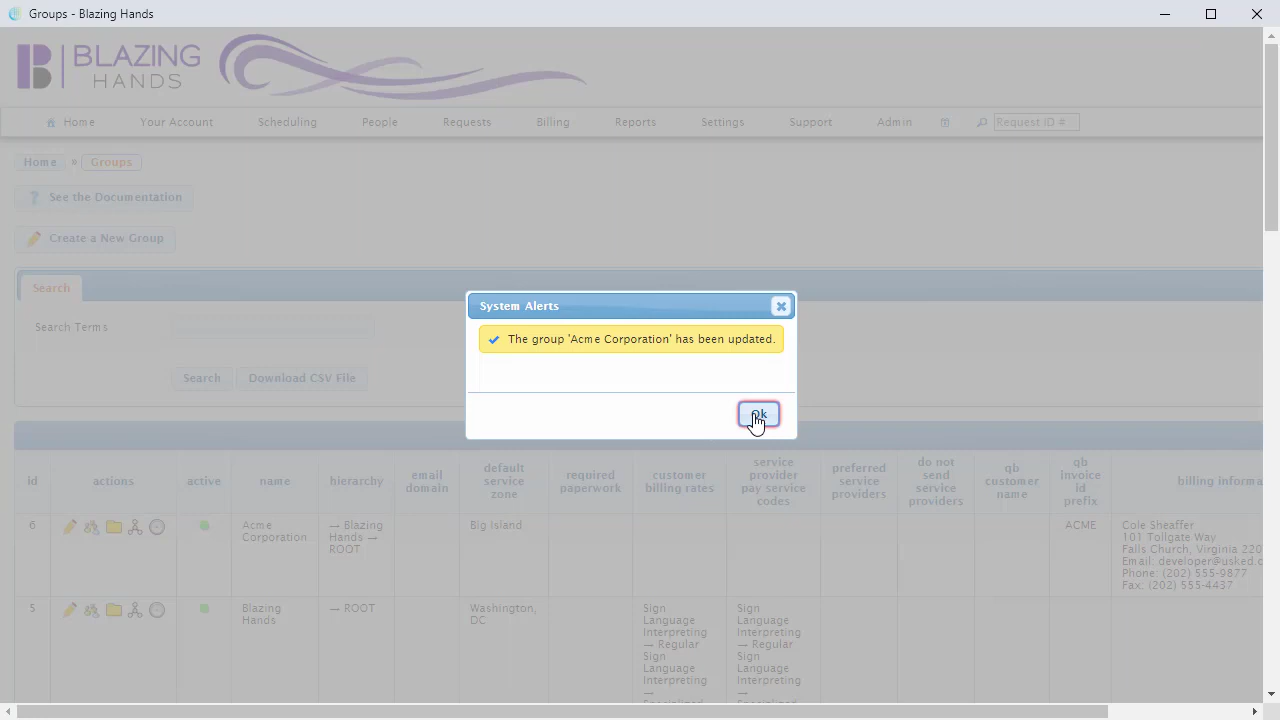 Groups - Blazing Hands
BLAZING
HANDS
Home
Your Account
Scheduling
People
Requests
Billing
Reports
Settings
Support
Admin
Request ID #
Home » Groups
See the Documentation
Create a New Group
Search
Search Terms
Search
Download CSV File
System Alerts
The group 'Acme Corporation' has been updated.
Ok
id
actions
active
name
hierarchy
email
domain
default
service
zone
required
paperwork
customer
billing rates
service
provider
pay service
codes
preferred
service
providers
do not
send
service
providers
qb
customer
name
qb
invoice
id
prefix
6
Acme
Corporation
→ Blazing
Hands →
ROOT
Big Island
ACME
Cole Sheaffer
101 Tollgate Way
Falls Church, Virginia
Email:
Phone: (202) 555-9877
Fax: (202) 555-4437
5
Blazing
Hands
→ ROOT
Washington,
DC
Sign
Language
Interpreting
→ Regular
Sign
Language
Interpreting
→
Sign
Language
Interpreting
→ Regular
Sign
Language
Interpreting
→